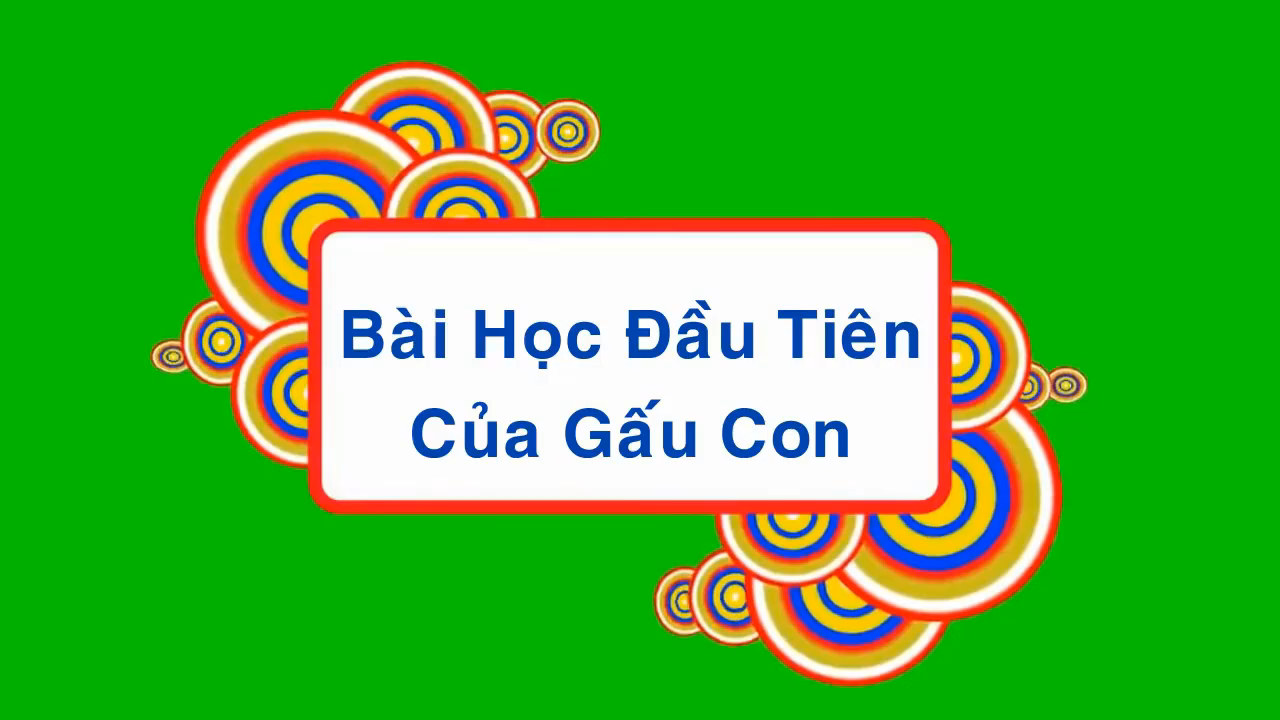 Bài Học Đầu Tiên
Của Gấu Con